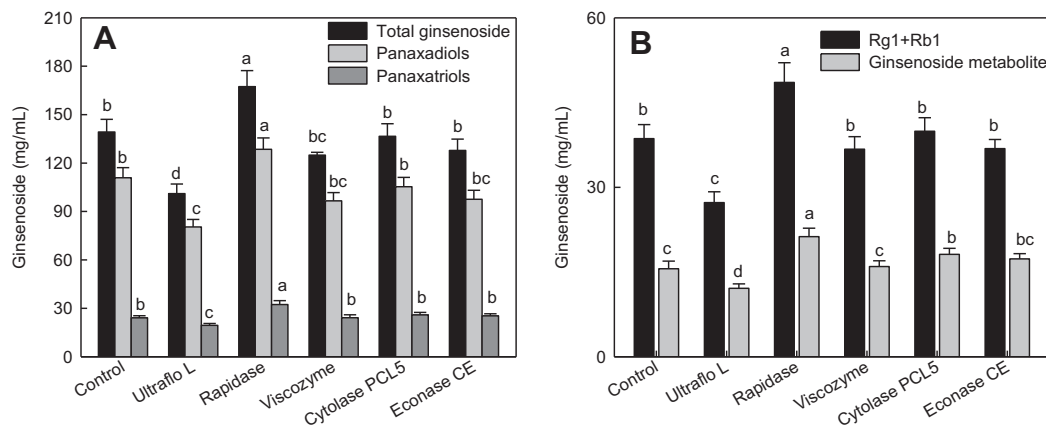 A
Total ginsenoside
Panaxadiols
Panaxatriols
Ginsenoside (mg/mL)
210
180
150
120
90
60
30
0
b
b
b
d
c
c
a
a
a
bc
bc
b
b
b
b
b
bc
b
Control
Ultraflo L
Rapidase
Viscozyme
Cytolase PCL5
Econase CE
B
Rg1+Rb1
Ginsenoside metabolite
Ginsenoside (mg/mL)
60
30
0
b
c
c
d
a
a
b
c
b
b
b
bc
Control
Ultraflo L
Rapidase
Viscozyme
Cytolase PCL5
Econase CE